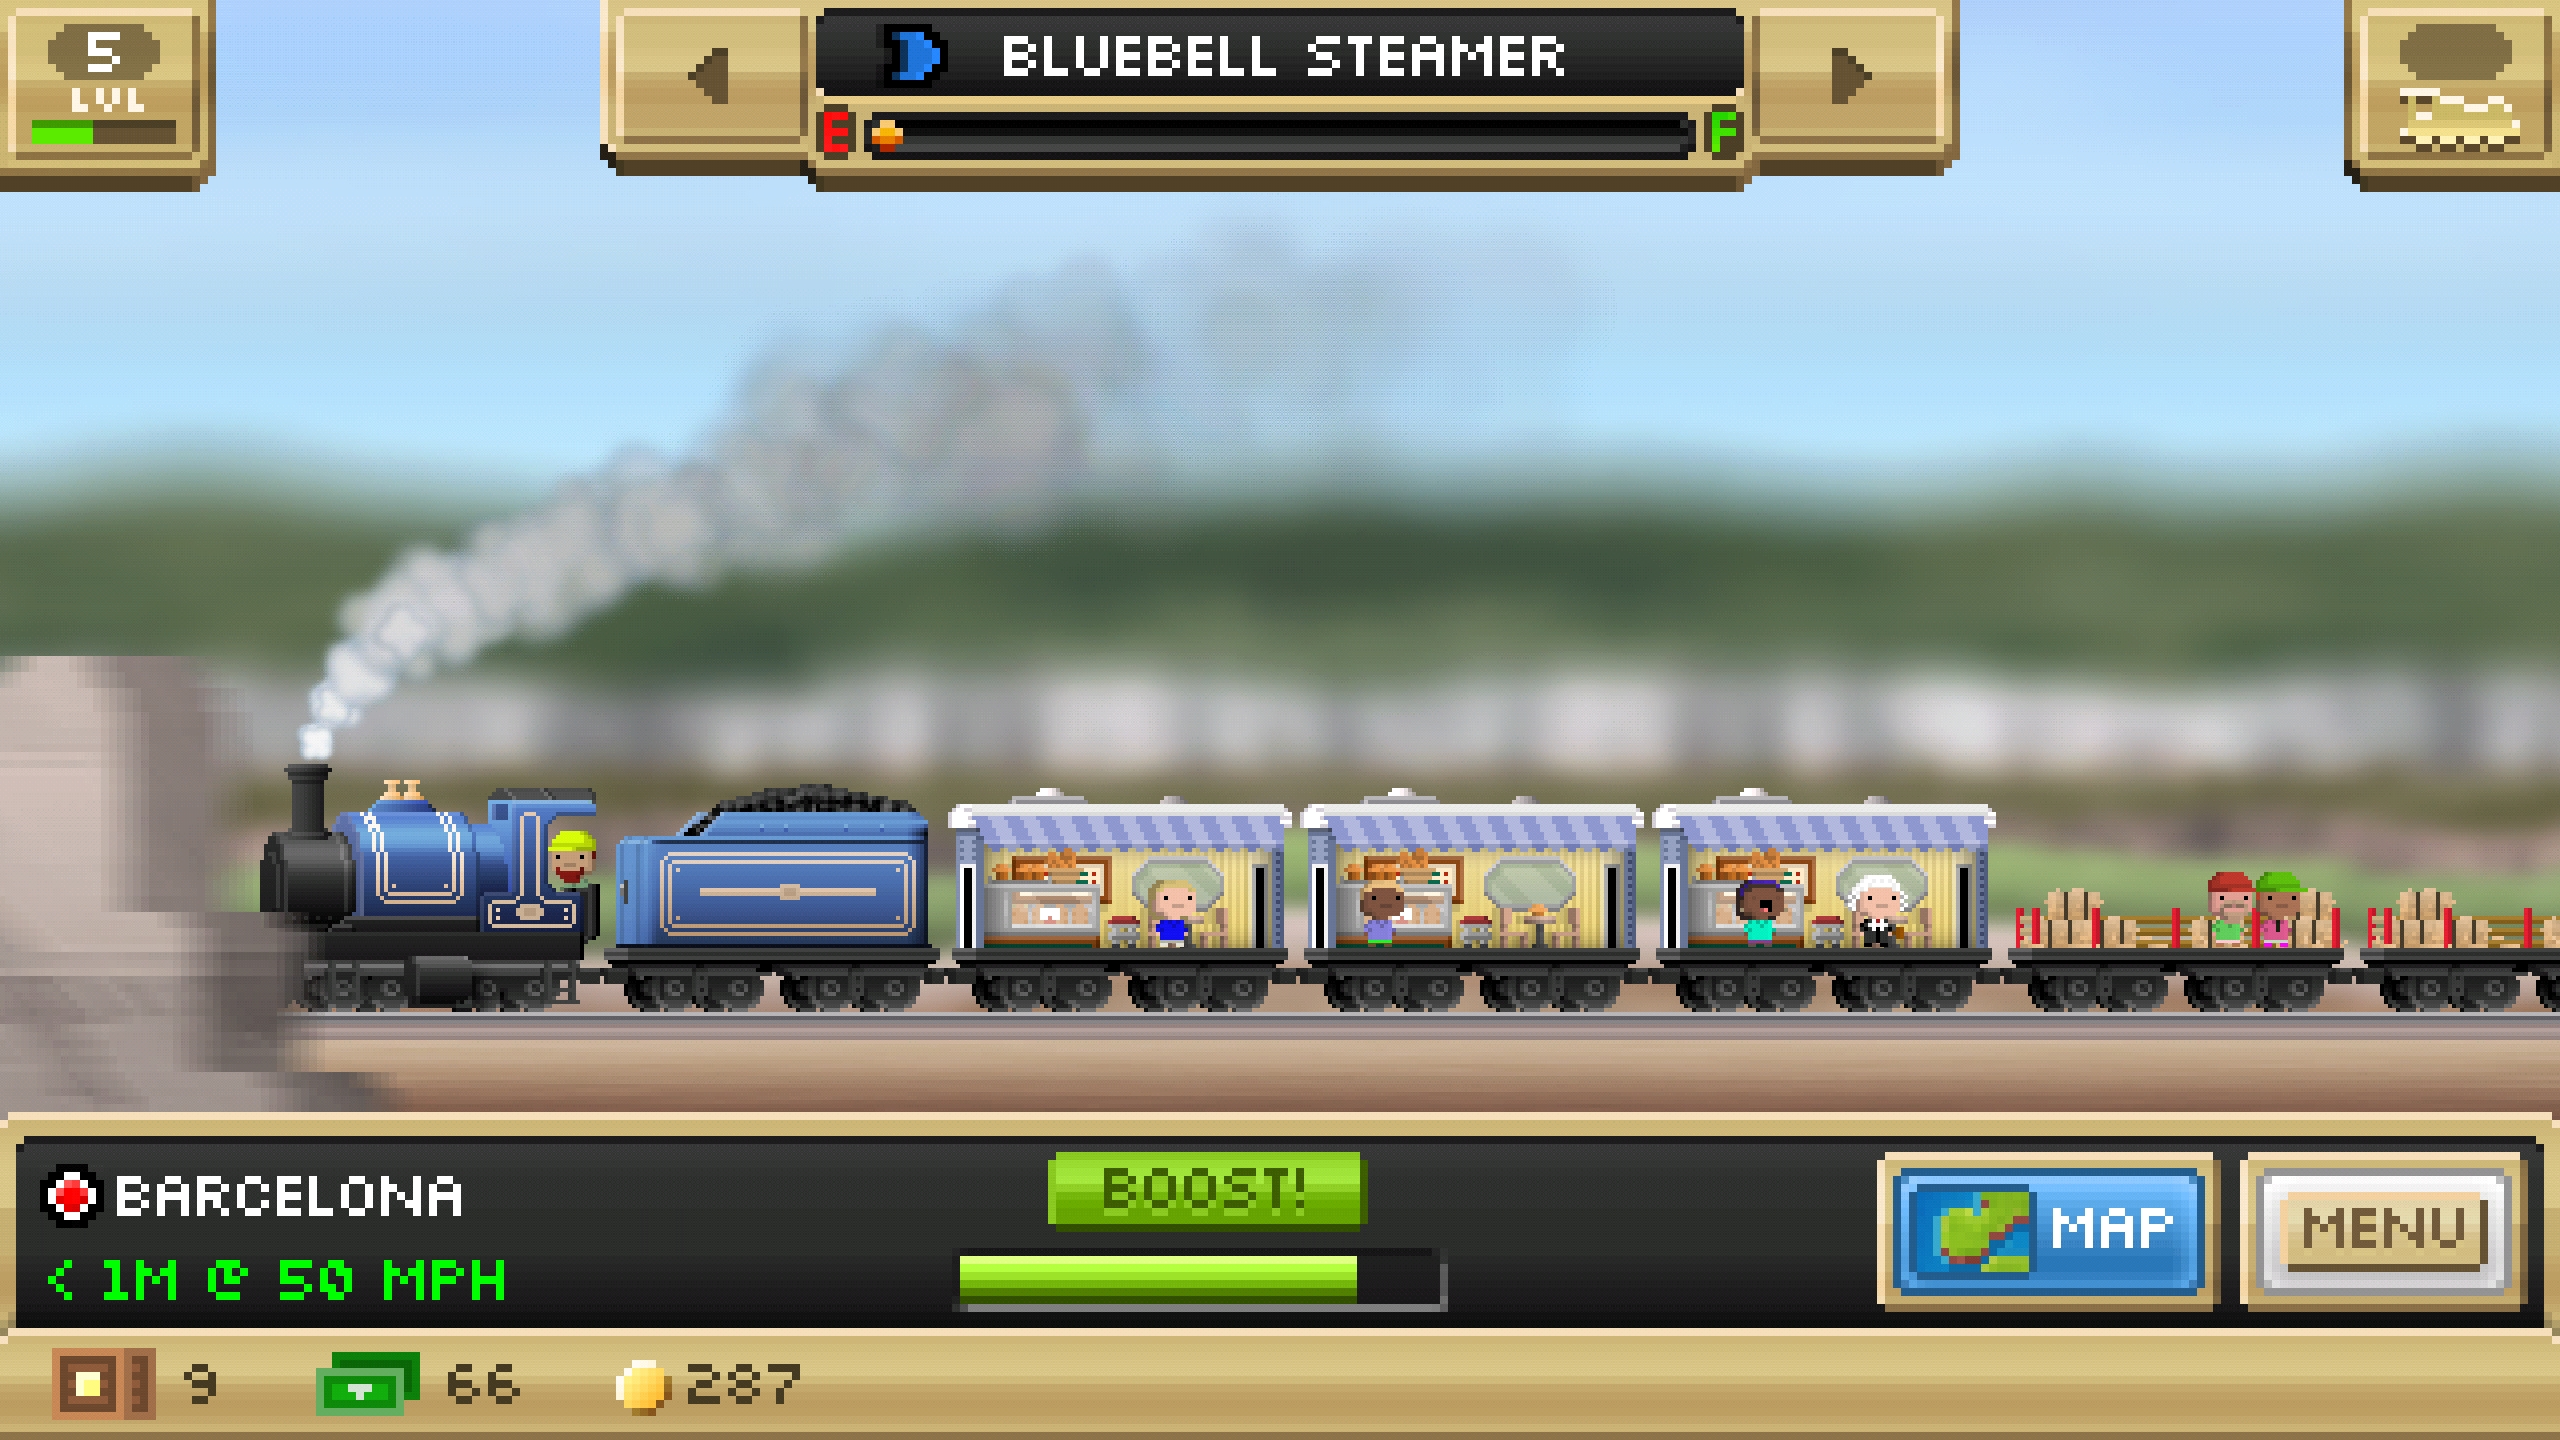 5
LVL
BLUEBELL STEAMER
E F
BARCELONA
< 1M @ 50 MPH
BOOST!
MAP
MENU
9 66 287